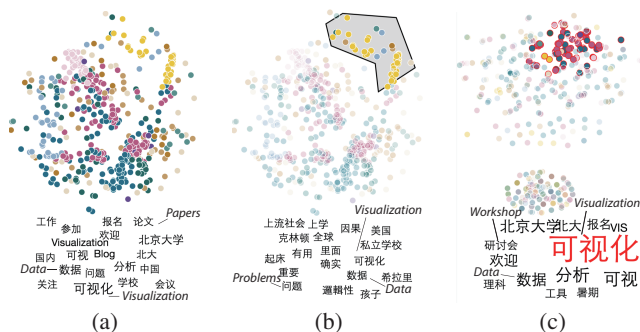 工作 参加 报名 论文 Papers
欢迎 北京大学
Visualization
国内 可视 Blog 北大
Data 数据 问题 分析 中国
关注 可视化 学校 会议
Visualization
Visualization
上流社会 上学 因果 美国
克林顿 全球 私立学校
起床 有用 里面 可视化
重要 确实 数据 希拉里
Problems 问题 邏輯性 孩子 Data
Workshop Visualization
北京大学 北大 报名 VIS
研讨会 可视化
欢迎
Data 数据 分析 可视
理科 工具 暑期
(a) (b) (c)